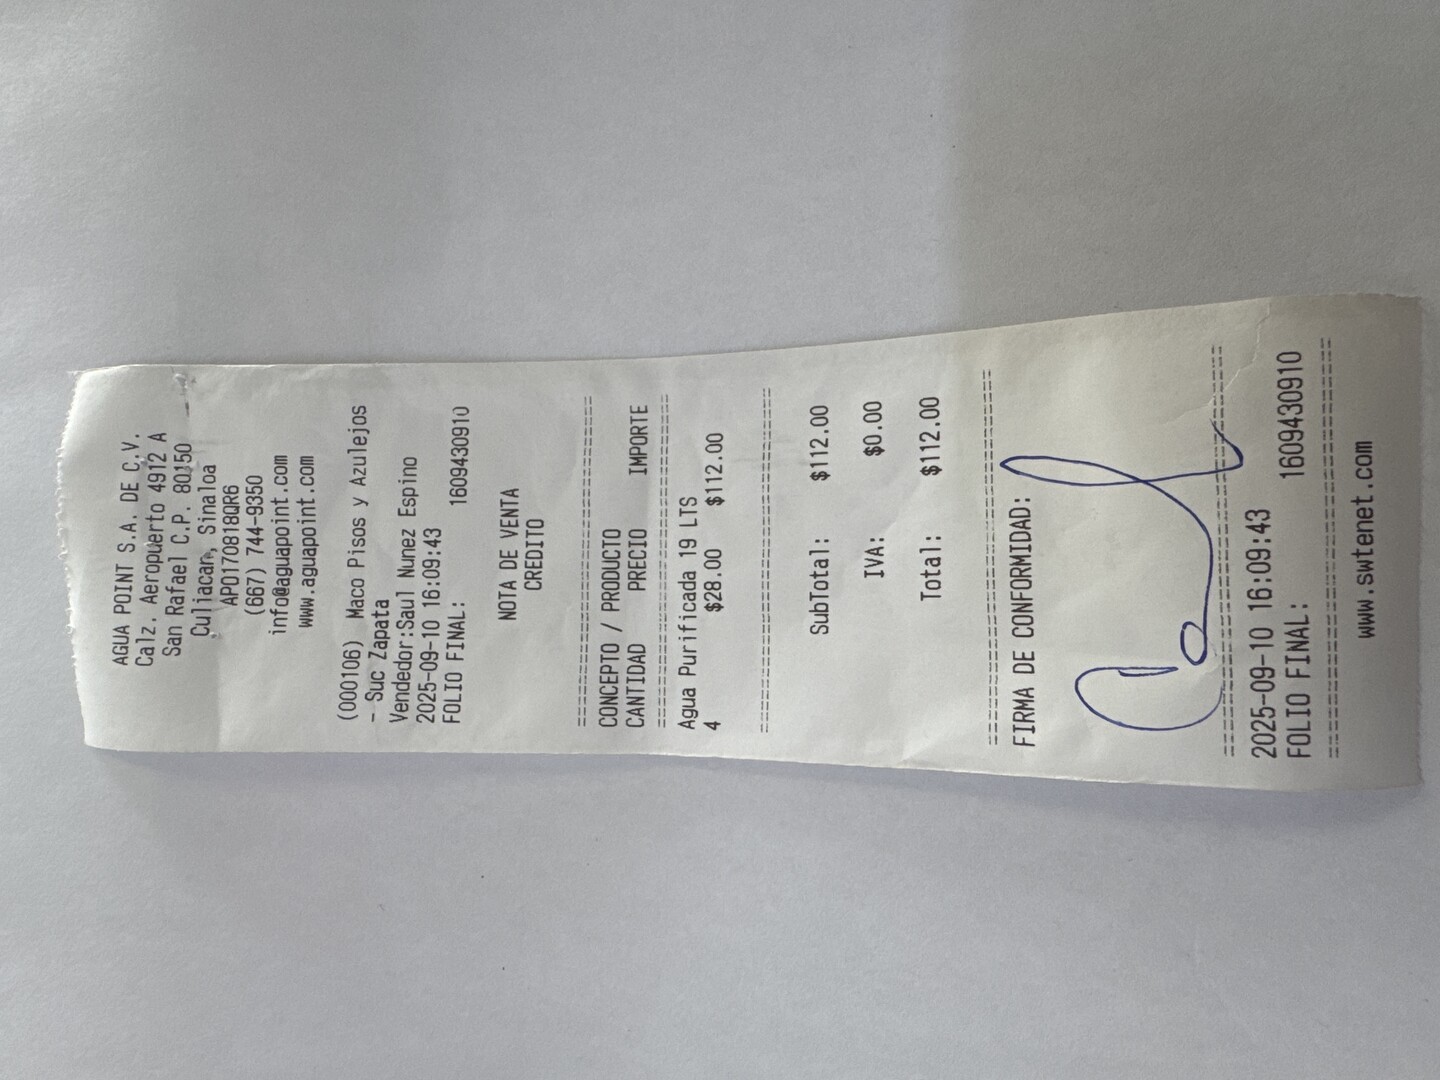 AGUA POINT S.A. DE C.V.
Calz. Aeropuerto 4912 A
San Rafael C.P. 80150
Culiacan, Sinaloa
APO170818QR6
(667) 744-9350
info@aguapoint.com
www.aguapoint.com
(000106) Maco Pisos y Azulejos
- Suc Zapata
Vendedor:Saul Nunez Espino
2025-09-10 16:09:43
FOLIO FINAL: 1609430910
NOTA DE VENTA
CREDITO
CONCEPTO / PRODUCTO
CANTIDAD PRECIO IMPORTE
Agua Purificada 19 LTS
4 $28.00 $112.00
SubTotal: $112.00
IVA: $0.00
Total: $112.00
FIRMA DE CONFORMIDAD:
2025-09-10 16:09:43
FOLIO FINAL: 1609430910
www.swtenet.com